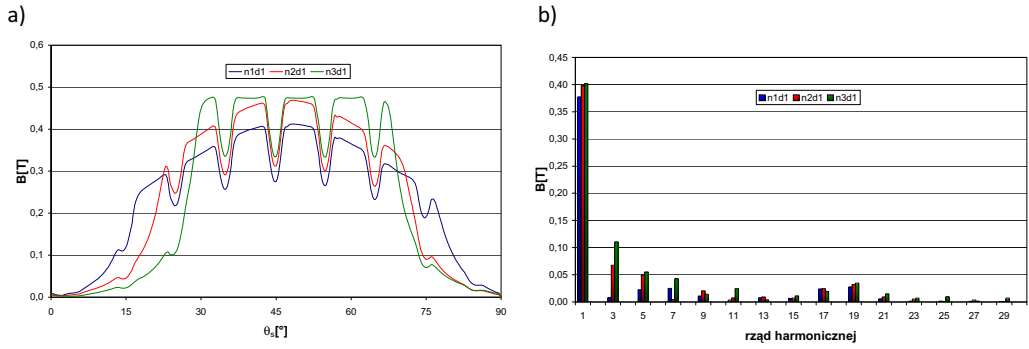 a)
0,6
0,5
0,4
0,3
0,2
0,1
0,0
B[T]
n1d1 n2d1 n3d1
0 15 30 45 60 75 90
θs[°]
b)
0,45
0,40
0,35
0,30
0,25
0,20
0,15
0,10
0,05
0,00
B[T]
n1d1 n2d1 n3d1
1 3 5 7 9 11 13 15 17 19 21 23 25 27 29
rząd harmonicznej